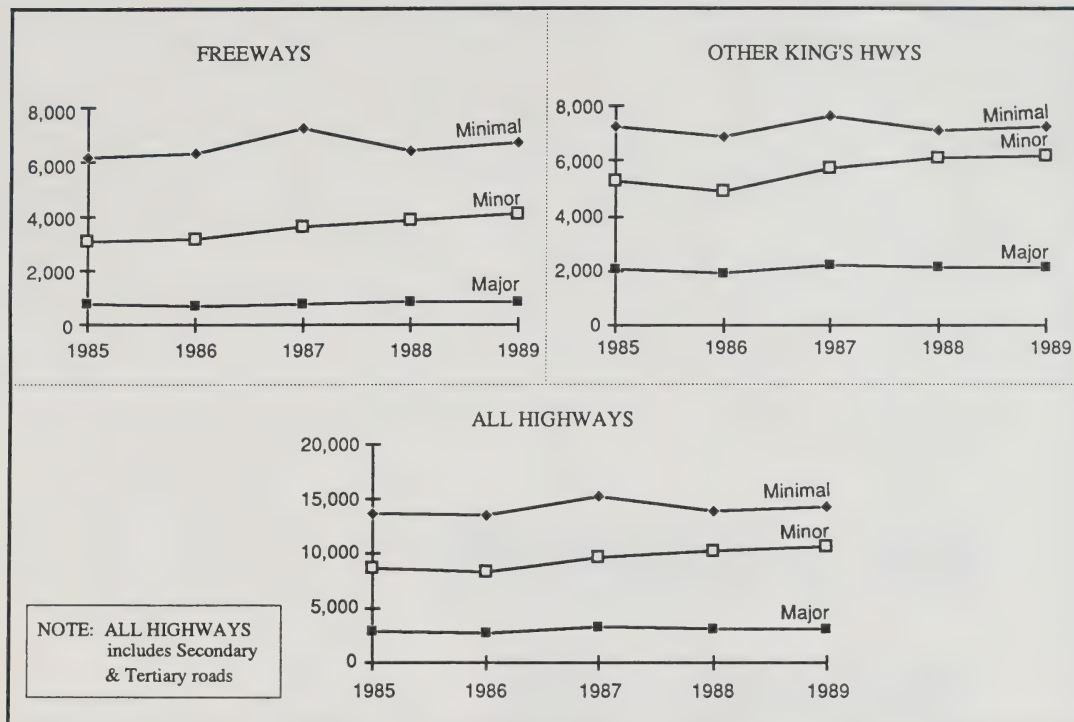 FREEWAYS
8,000
6,000
4,000
2,000
0
Minimal
Minor
Major
1985 1986 1987 1988 1989
OTHER KING'S HWYS
8,000
6,000
4,000
2,000
0
Minimal
Minor
Major
1985 1986 1987 1988 1989
ALL HIGHWAYS
20,000
15,000
10,000
5,000
0
Minimal
Minor
Major
1985 1986 1987 1988 1989
NOTE: ALL HIGHWAYS
includes Secondary
& Tertiary roads